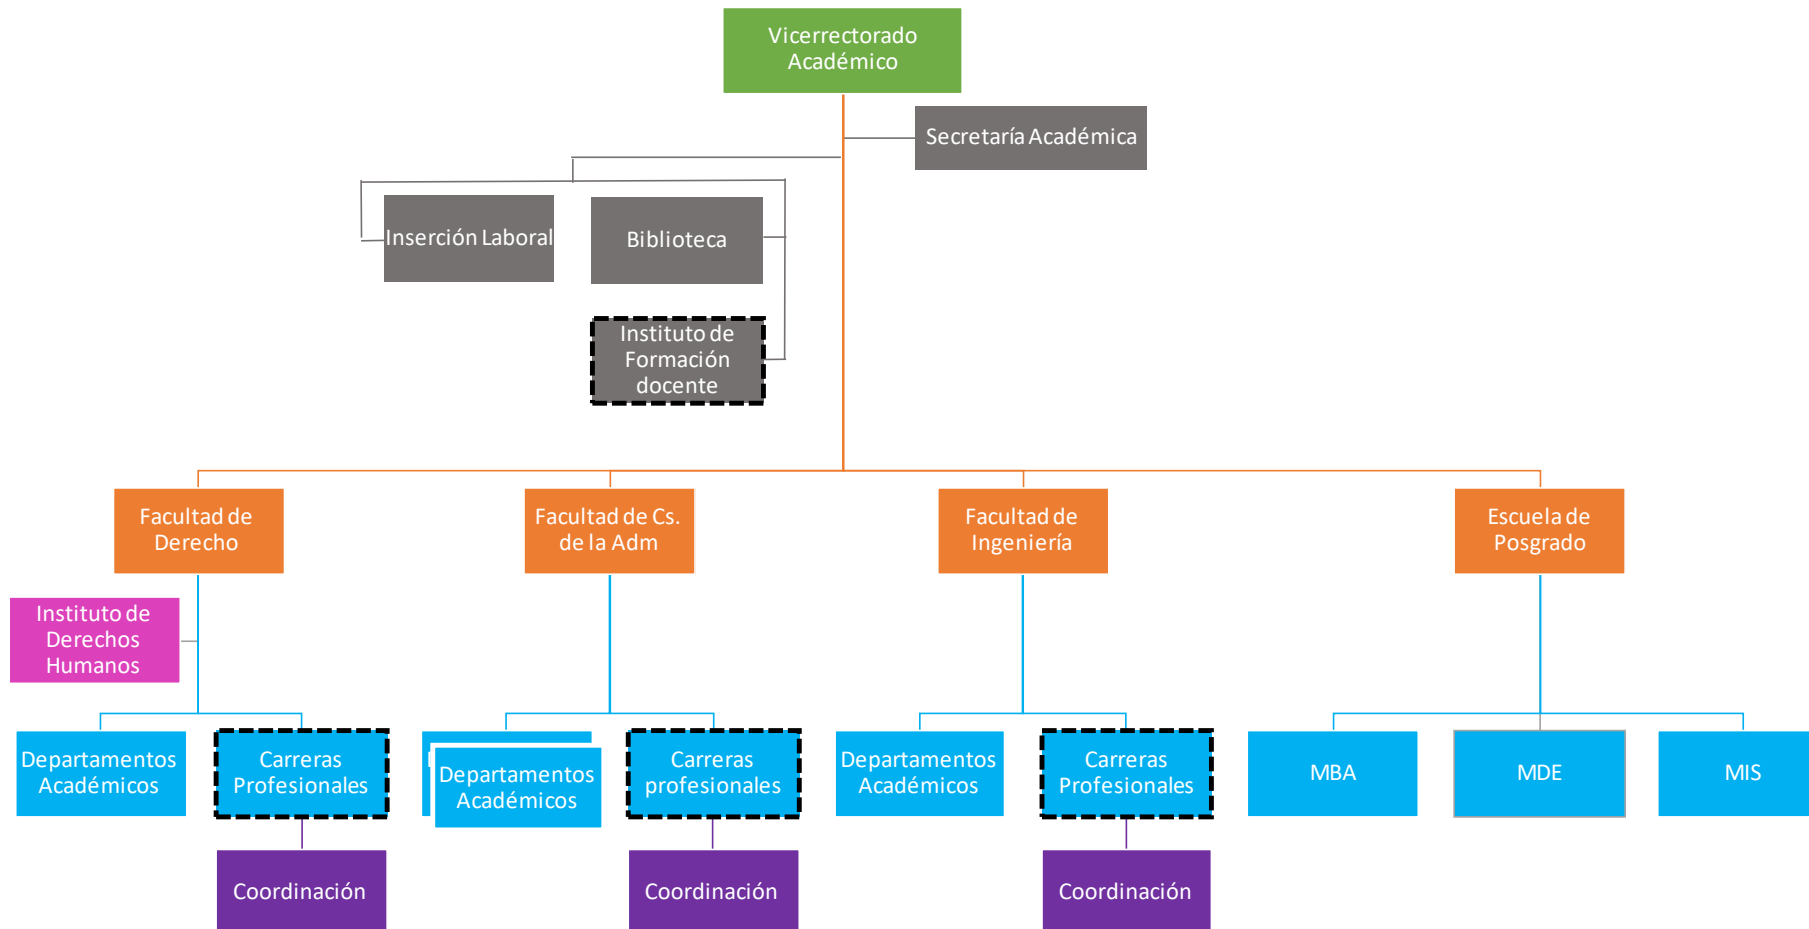 Vicerrectorado
Académico
Secretaría Académica
Inserción Laboral
Biblioteca
Instituto de
Formación
docente
Facultad de
Derecho
Facultad de Cs.
de la Adm
Facultad de
Ingeniería
Escuela de
Posgrado
Instituto de
Derechos
Humanos
Departamentos
Académicos
Carreras
Profesionales
Departamentos
Académicos
Carreras
profesionales
Departamentos
Académicos
Carreras
Profesionales
MBA
MDE
MIS
Coordinación
Coordinación
Coordinación